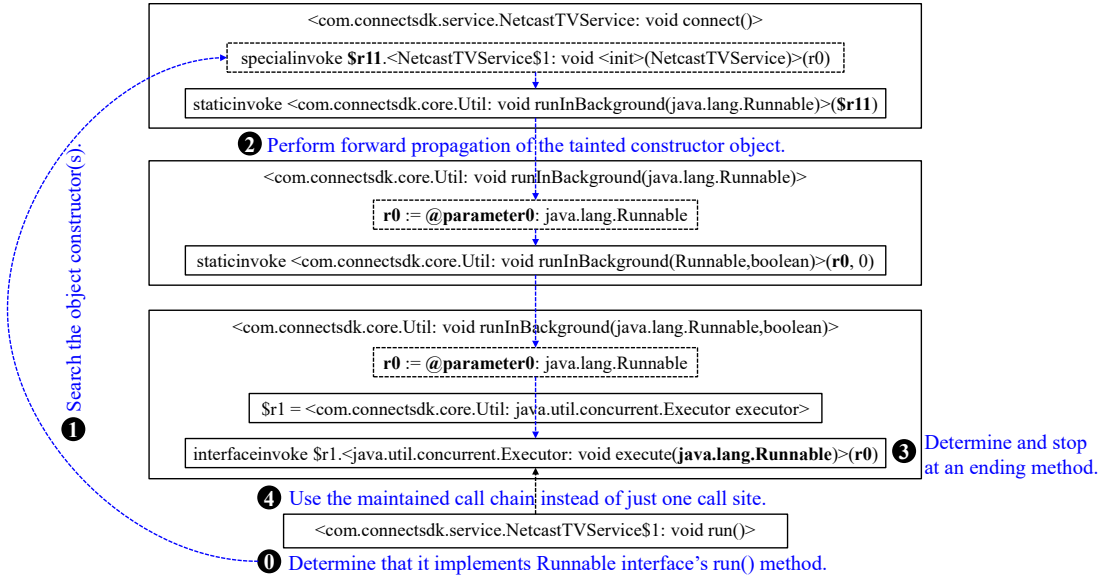 <com.connectsdk.service.NetcastTVService: void connect()>
specialinvoke $r11.<NetcastTVService$1: void <init>(NetcastTVService)>(r0)
staticinvoke <com.connectsdk.core.Util: void runInBackground(java.lang.Runnable)>($r11)
2 Perform forward propagation of the tainted constructor object.
<com.connectsdk.core.Util: void runInBackground(java.lang.Runnable)>
r0 := @parameter0: java.lang.Runnable
staticinvoke <com.connectsdk.core.Util: void runInBackground(Runnable,boolean)>(r0, 0)
<com.connectsdk.core.Util: void runInBackground(java.lang.Runnable,boolean)>
r0 := @parameter0: java.lang.Runnable
$r1 = <com.connectsdk.core.Util: java.util.concurrent.Executor executor>
interfaceinvoke $r1.<java.util.concurrent.Executor: void execute(java.lang.Runnable)>(r0)
3 Determine and stop
at an ending method.
4 Use the maintained call chain instead of just one call site.
<com.connectsdk.service.NetcastTVService$1: void run()>
0 Determine that it implements Runnable interface's run() method.
1 Search the object constructor(s).